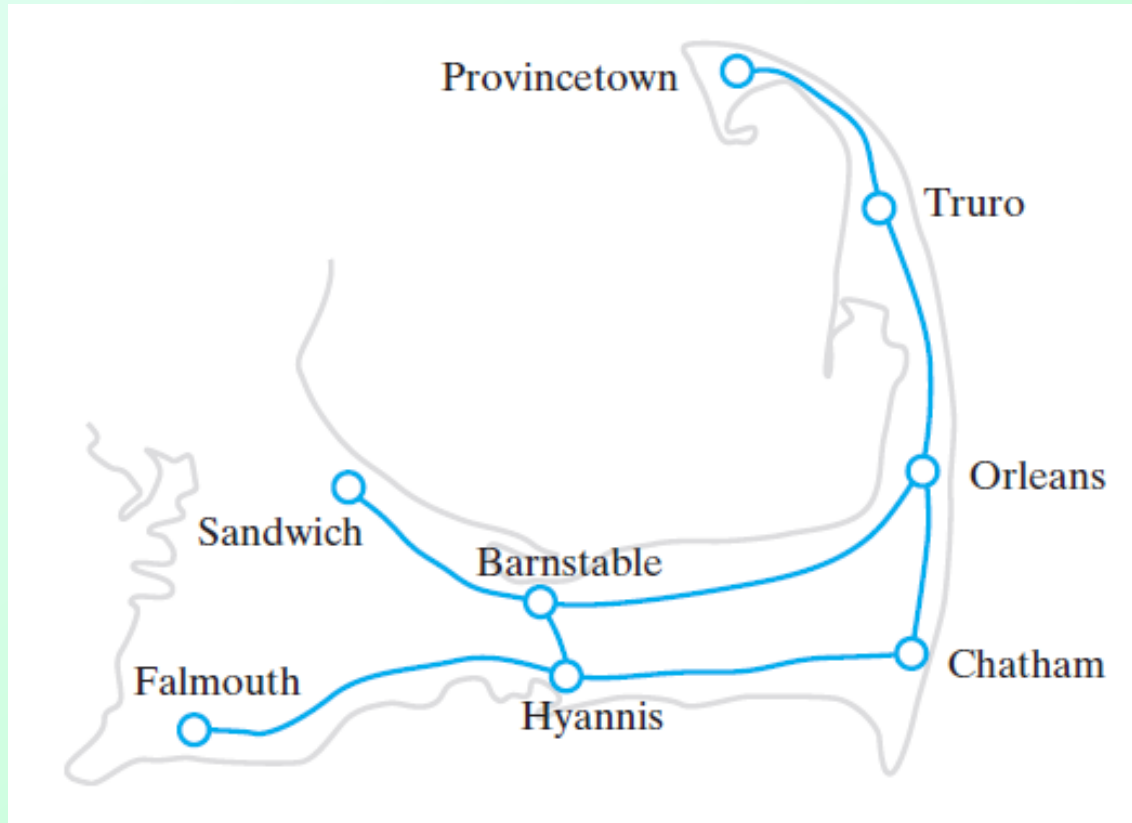 Provincetown
Truro
Orleans
Sandwich
Barnstable
Chatham
Falmouth
Hyannis